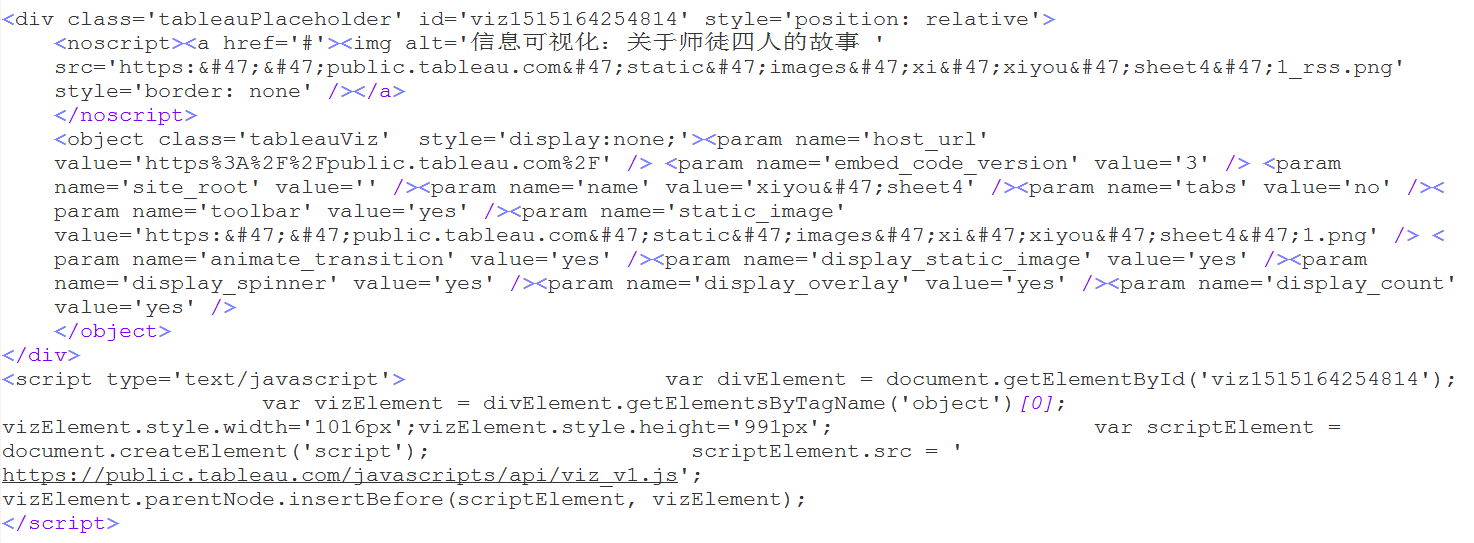 <div class='tableauPlaceholder' id='viz1515164254814' style='position: relative'>
<noscript><a href='#'><img alt='信息可视化：关于师徒四人的故事 '
src='https:&#47;&#47;public.tableau.com&#47;static&#47;images&#47;xi&#47;xiyou&#47;sheet4&#47;1_rss.png'
style='border: none' /></a>
</noscript>
<object class='tableauViz'  style='display:none;'><param name='host_url'
value='https%3A%2F%2Fpublic.tableau.com%2F' /> <param name='embed_code_version' value='3' /> <param
name='site_root' value='' /><param name='name' value='xiyou&#47;sheet4' /><param name='tabs' value='no' /><
param name='toolbar' value='yes' /><param name='static_image'
value='https:&#47;&#47;public.tableau.com&#47;static&#47;images&#47;xi&#47;xiyou&#47;sheet4&#47;1.png' /> <
param name='animate_transition' value='yes' /><param name='display_static_image' value='yes' /><param
name='display_spinner' value='yes' /><param name='display_overlay' value='yes' /><param name='display_count'
value='yes' />
</object>
</div>
<script type='text/javascript'>                    var divElement = document.getElementById('viz1515164254814');
var vizElement = divElement.getElementsByTagName('object')[0];
vizElement.style.width='1016px';vizElement.style.height='991px';                    var scriptElement =
document.createElement('script');                    scriptElement.src = '
https://public.tableau.com/javascripts/api/viz_v1.js';
vizElement.parentNode.insertBefore(scriptElement, vizElement);
</script>